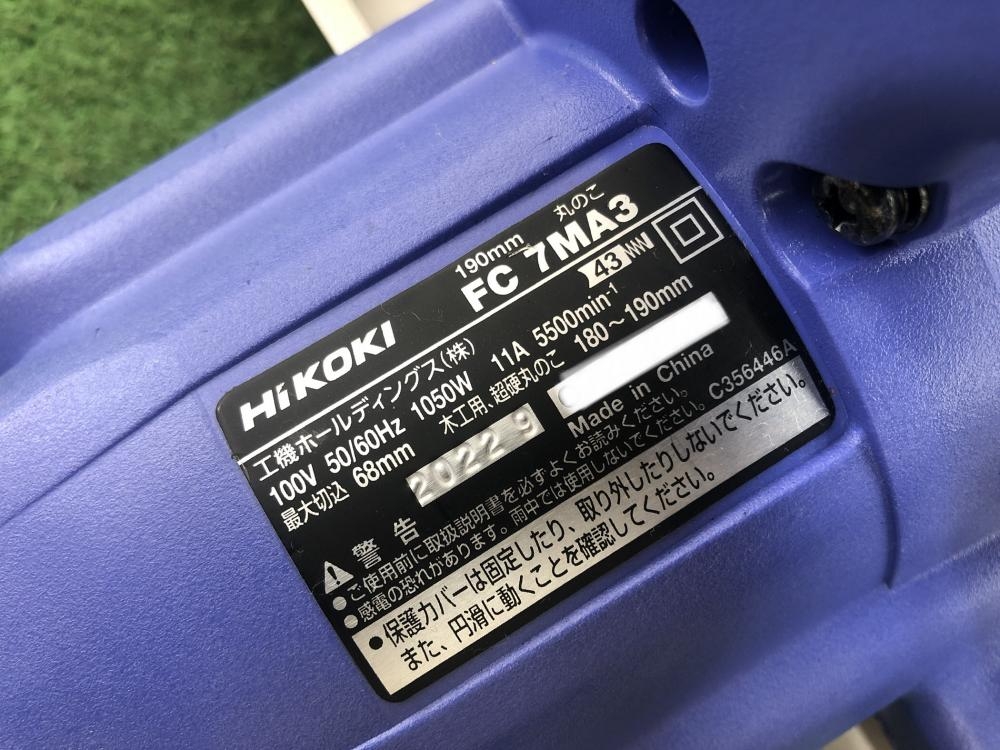 190mm 丸のこ
HiKOKI FC 7MA3
工機ホールディングス(株) 43
100V 50/60Hz 1050W 11A 5500min-1
最大切込 68mm 木工用、超硬丸のこ 180～190mm
2022 9
Made in China
警告 C356446A
●ご使用前に取扱説明書を必ずよくお読みください。
●感電の恐れがあります。雨中では使用しないでください。
●保護カバーは固定したり、取り外したりしないでください。
また、円滑に動くことを確認してください。